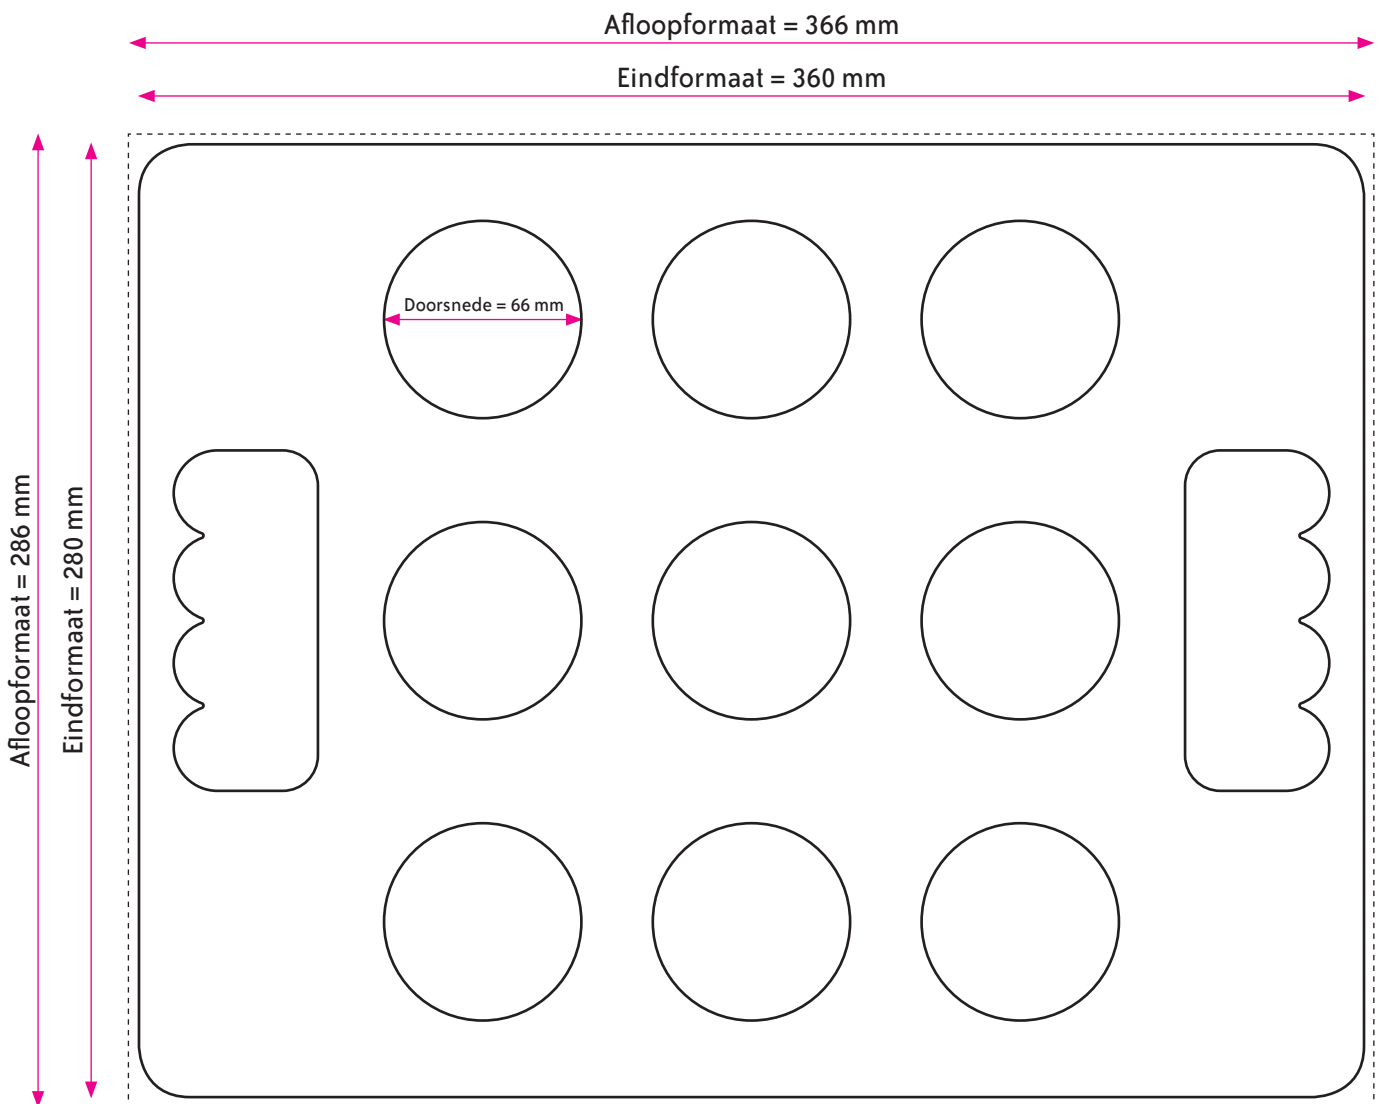 Afloopformaat = 366 mm
Eindformaat = 360 mm
Doorsnede = 66 mm
Afloopformaat = 286 mm
Eindformaat = 280 mm